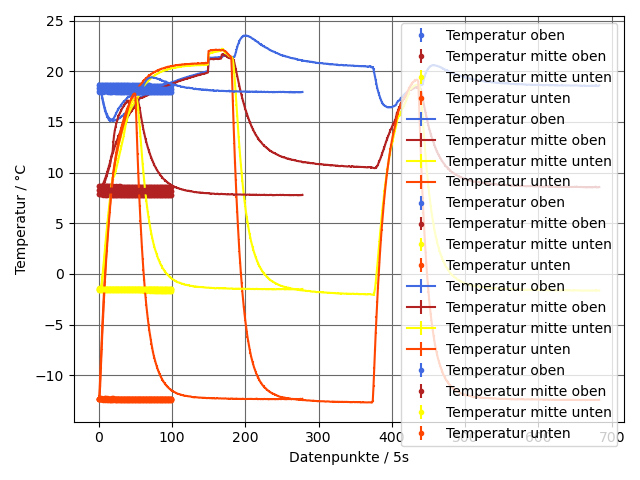 25
20
15
10
5
0
−5
−10
Temperatur / °C
0
100
200
300
400
500
600
700
Datenpunkte / 5s
Temperatur oben
Temperatur mitte oben
Temperatur mitte unten
Temperatur unten
Temperatur oben
Temperatur mitte oben
Temperatur mitte unten
Temperatur unten
Temperatur oben
Temperatur mitte oben
Temperatur mitte unten
Temperatur unten
Temperatur oben
Temperatur mitte oben
Temperatur mitte unten
Temperatur unten
Temperatur oben
Temperatur mitte oben
Temperatur mitte unten
Temperatur unten